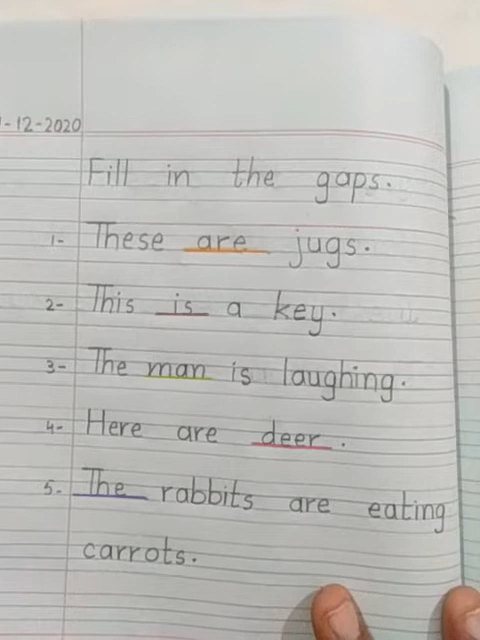 -12-2020
Fill in the gaps.
1- These are jugs.
2- This is a key.
3- The man is laughing.
4- Here are deer.
5- The rabbits are eating
carrots.